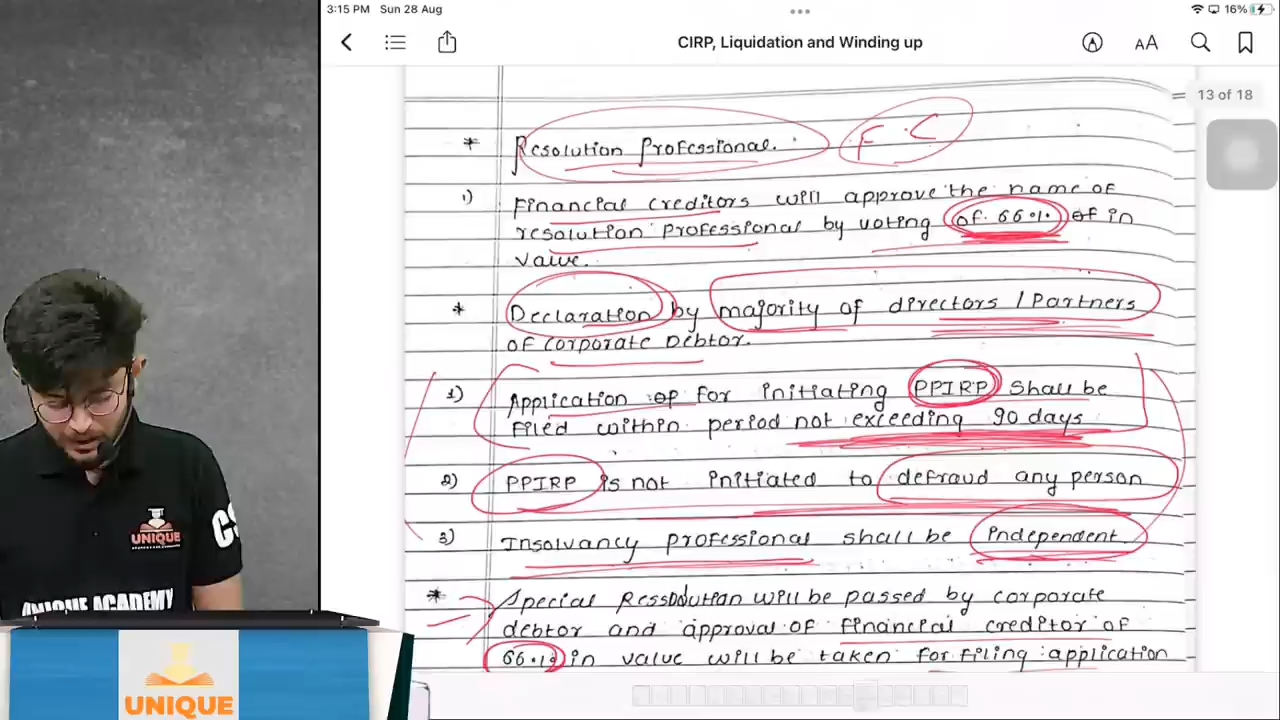 3:15 PM Sun 28 Aug
16%
CIRP, Liquidation and Winding up
AA
13 of 18
* Resolution Professional. F.C
1) Financial creditors will approve the name of
resolution professional by voting of 66% of in
value.
* Declaration by majority of directors / Partners
of corporate Debtor.
1) Application of for initiating PPIRP shall be
filed within period not exceeding 90 days
2) PPIRP is not initiated to defraud any person
3) Insolvancy professional shall be independent
* Special Ressolution will be passed by corporate
debtor and approval of financial creditor of
66.1% in value will be taken for filing application
UNIQUE
CS
UNIQUE ACADEMY
UNIQUE